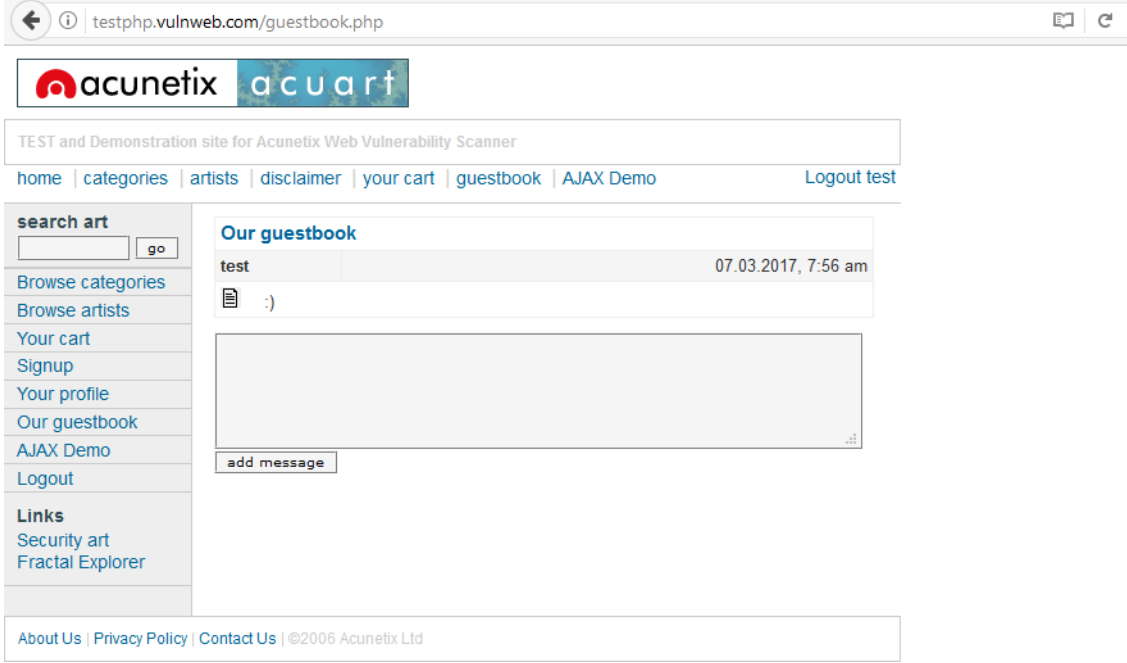 testphp.vulnweb.com/guestbook.php
acunetix acuart
TEST and Demonstration site for Acunetix Web Vulnerability Scanner
home | categories | artists | disclaimer | your cart | guestbook | AJAX Demo Logout test
search art
go
Browse categories
Browse artists
Your cart
Signup
Your profile
Our guestbook
AJAX Demo
Logout
Links
Security art
Fractal Explorer
Our guestbook
test 07.03.2017, 7:56 am
:)
add message
About Us | Privacy Policy | Contact Us | ©2006 Acunetix Ltd